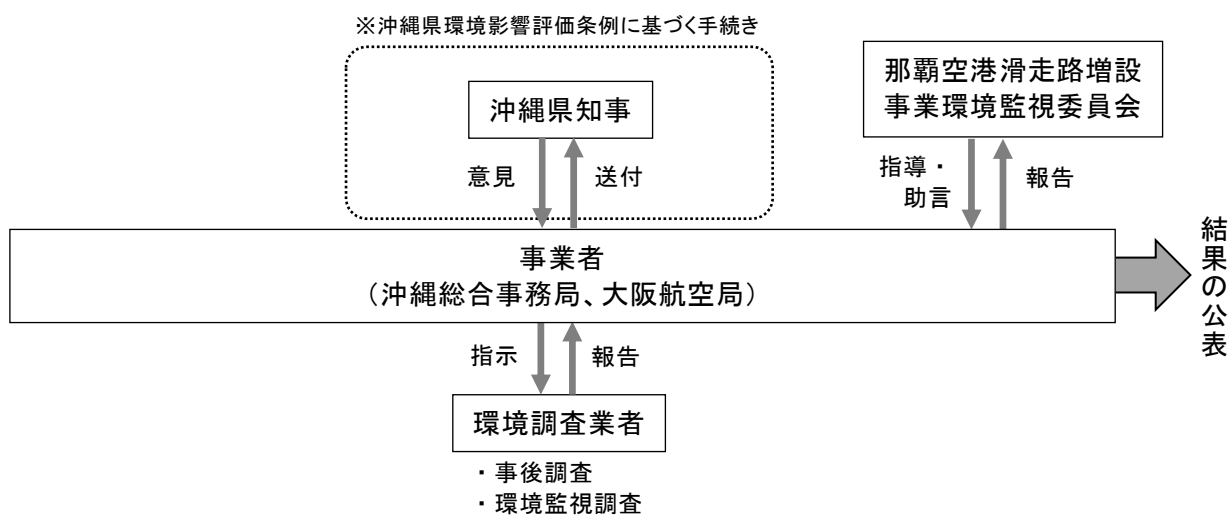 ※沖縄県環境影響評価条例に基づく手続き
沖縄県知事
意見
送付
那覇空港滑走路増設
事業環境監視委員会
指導・
助言
報告
事業者
（沖縄総合事務局、大阪航空局）
結果の公表
指示
報告
環境調査業者
・事後調査
・環境監視調査